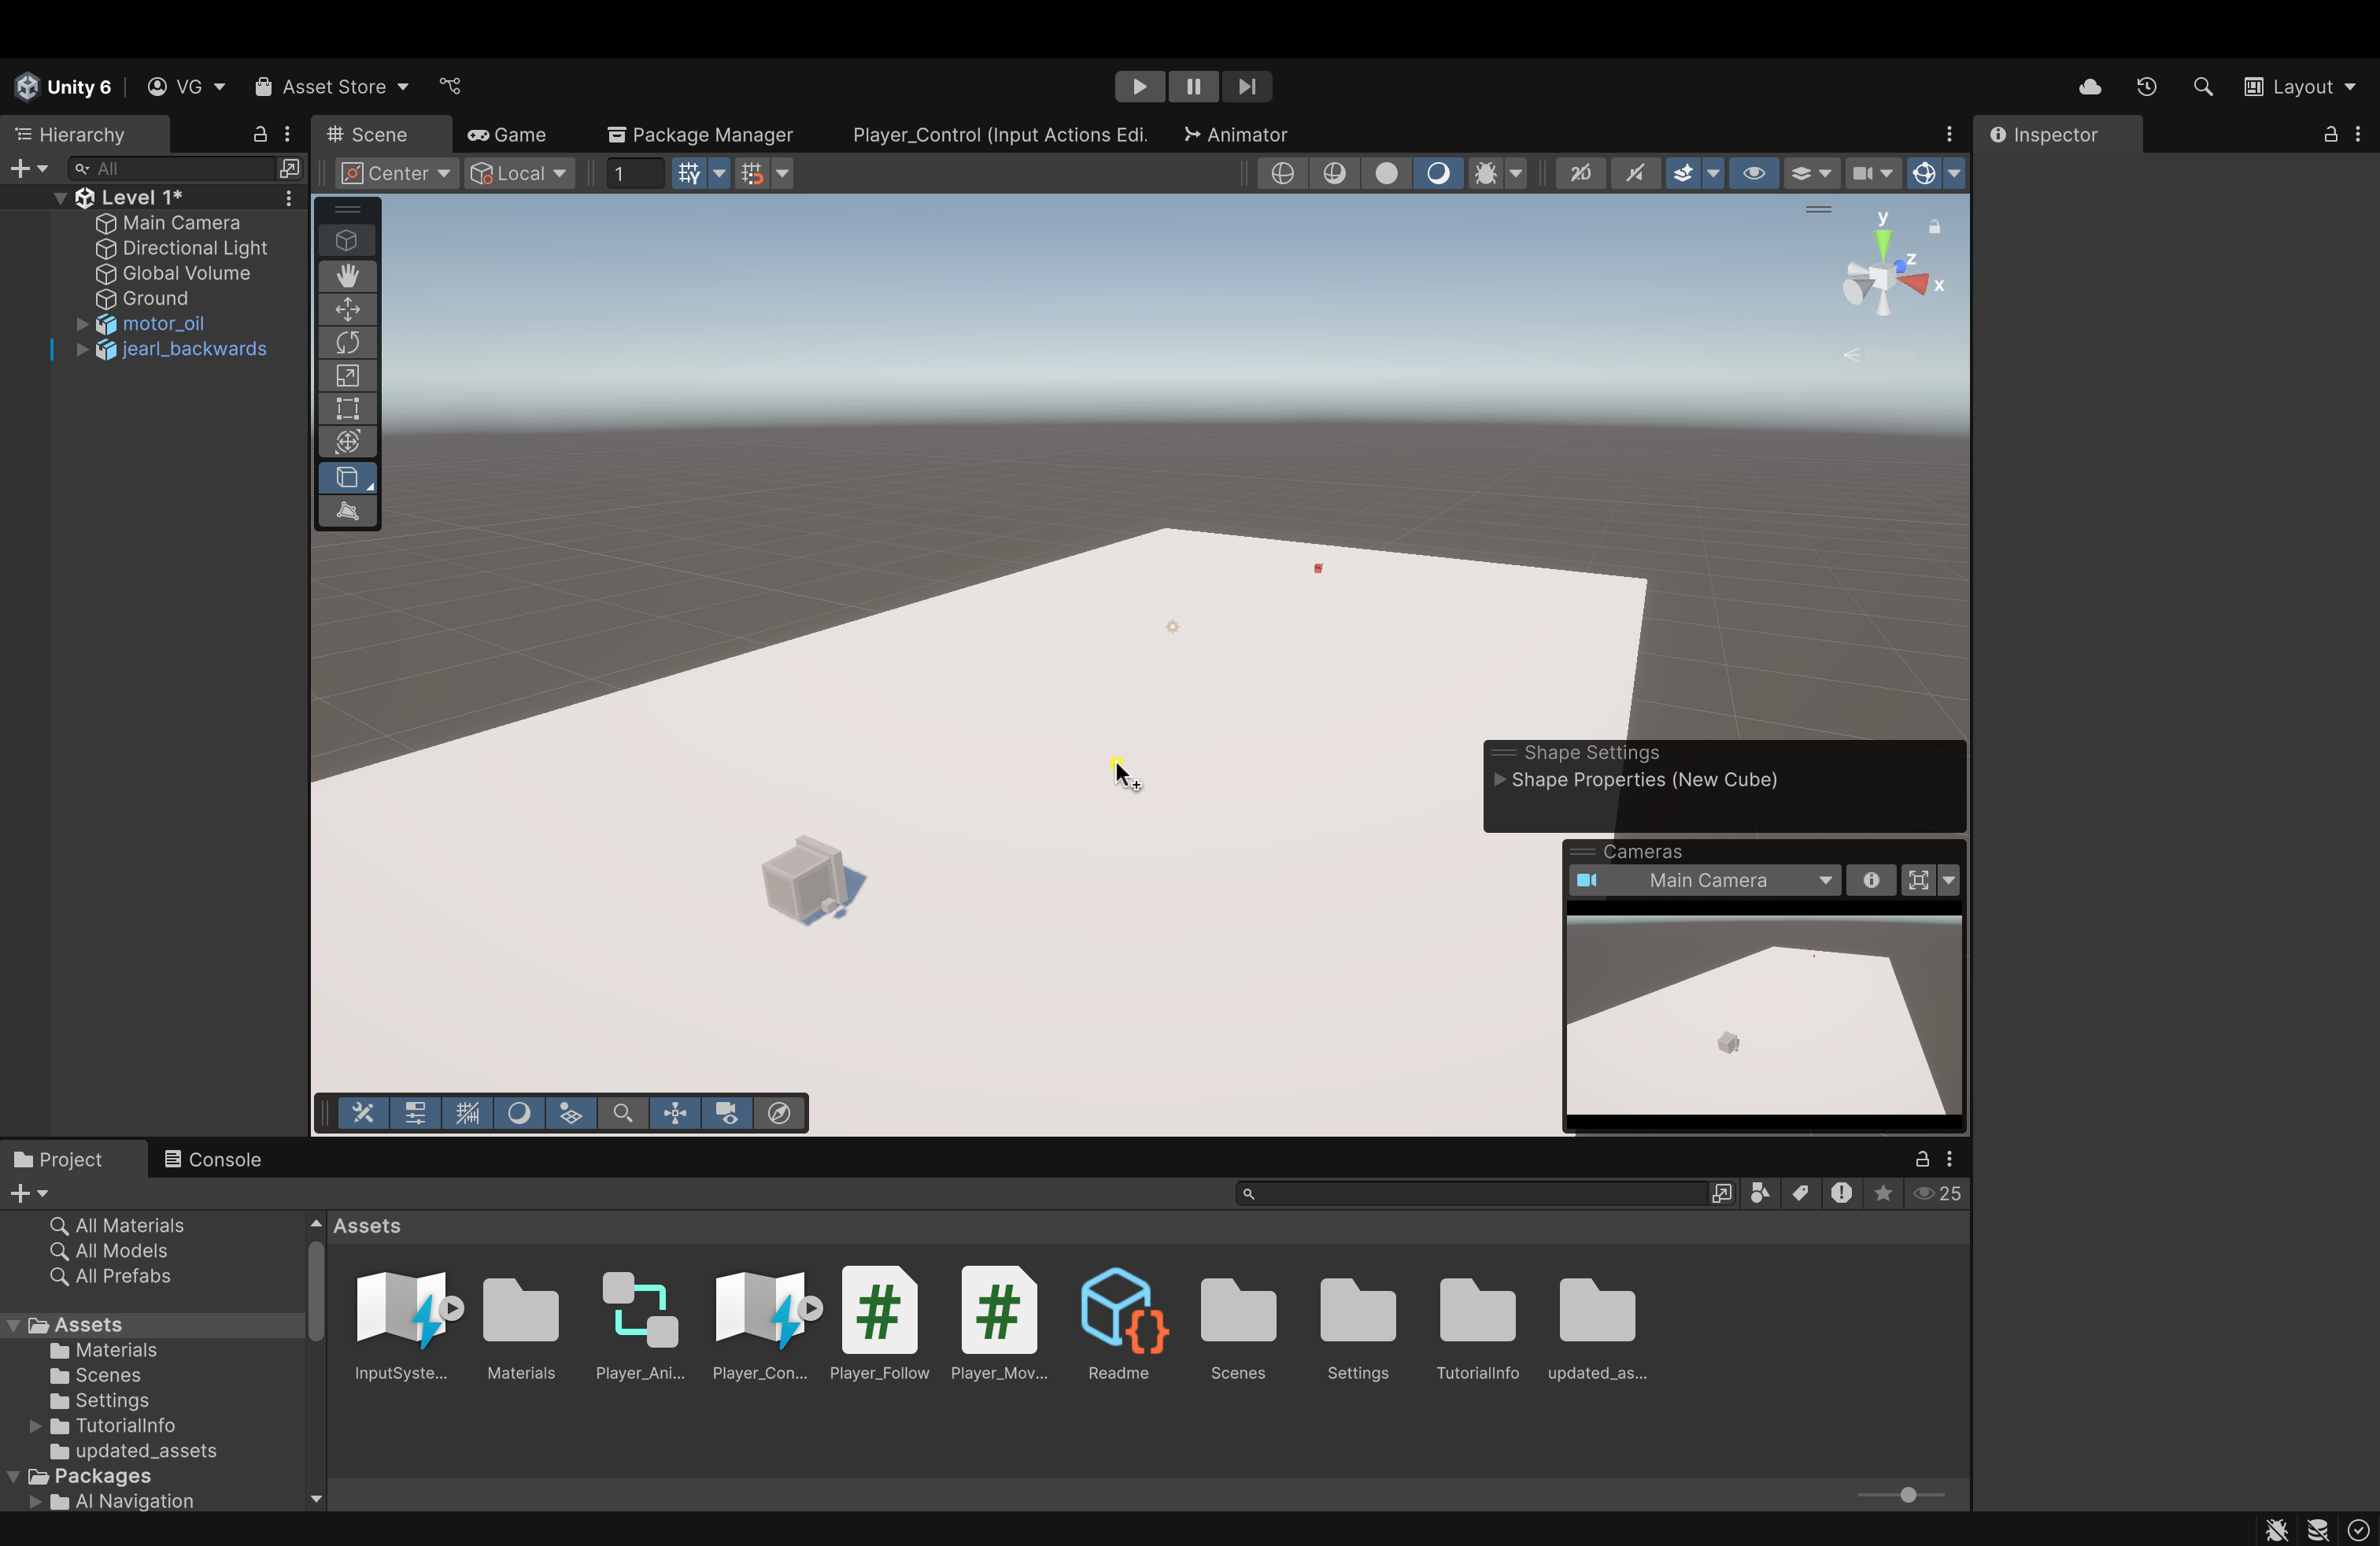 Unity 6 VG Asset Store Layout
Hierarchy
Scene Game Package Manager Player_Control (Input Actions Edi. Animator
Inspector
All
Center Local 1 2D
Level 1*
Main Camera
Directional Light
Global Volume
Ground
motor_oil
jearl_backwards
y
z
x
Persp
Shape Settings
Shape Properties (New Cube)
Cameras
Main Camera
Project Console
25
All Materials
All Models
All Prefabs
Assets
Materials
Scenes
Settings
TutorialInfo
updated_assets
Packages
AI Navigation
Assets
InputSyste... Materials Player_Ani... Player_Con... Player_Follow Player_Mov... Readme Scenes Settings TutorialInfo updated_as...